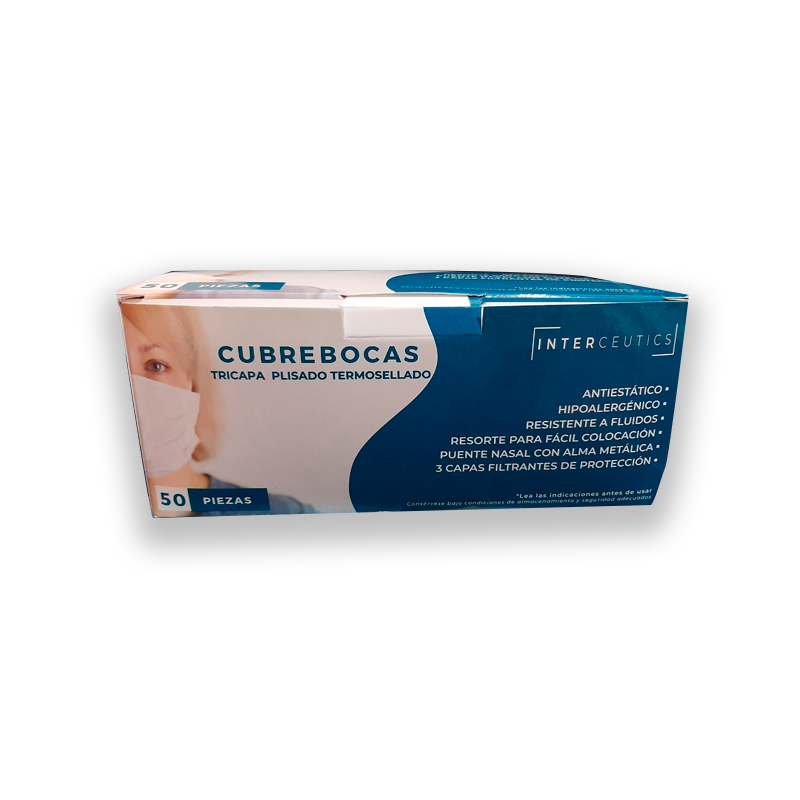 50 PIEZAS
CUBREBOCAS
TRICAPA PLISADO TERMOSELLADO
INTERCEUTICS
ANTIESTÁTICO
HIPOALERGÉNICO
RESISTENTE A FLUIDOS
RESORTE PARA FÁCIL COLOCACIÓN
PUENTE NASAL CON ALMA METÁLICA
3 CAPAS FILTRANTES DE PROTECCIÓN
50 PIEZAS
*Lea las indicaciones antes de usar
Consérvese bajo condiciones de almacenamiento y seguridad adecuados